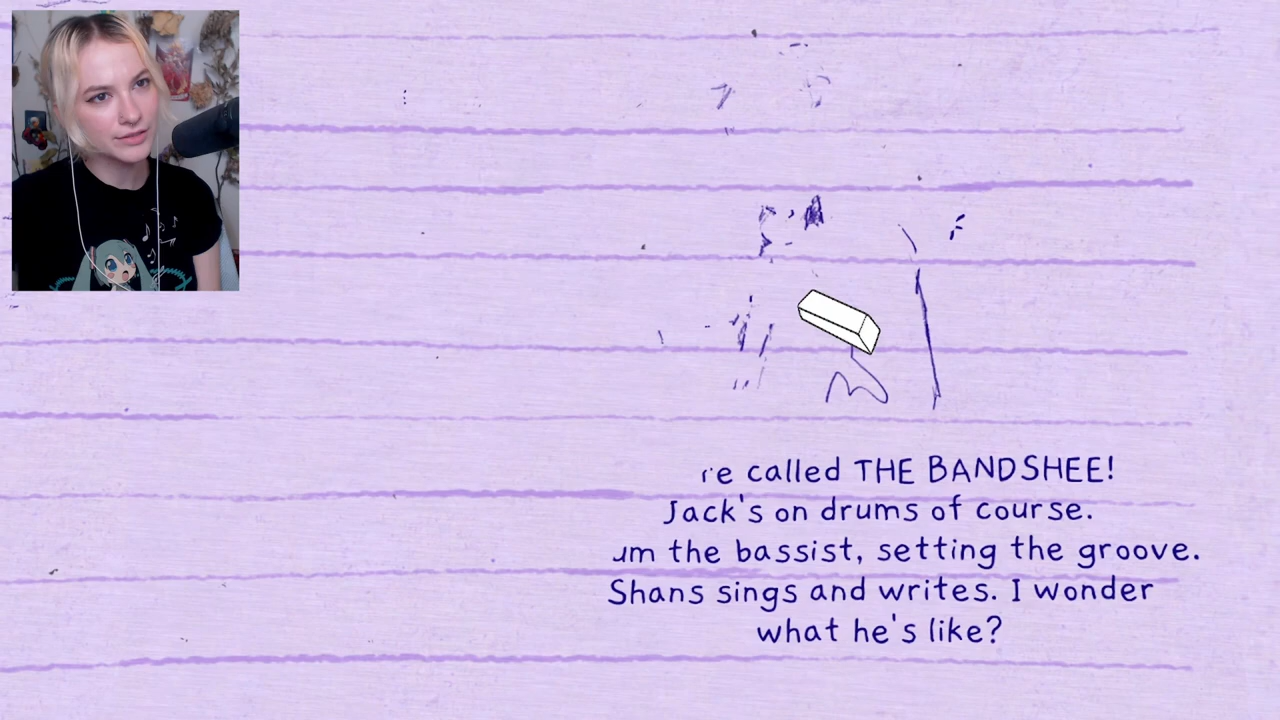 re called THE BANDSHEE!
Jack's on drums of course.
um the bassist, setting the groove.
Shans sings and writes. I wonder
what he's like?